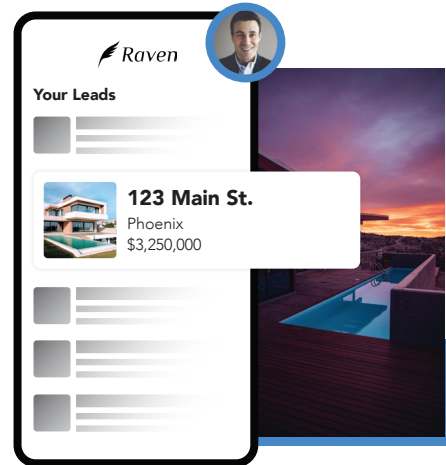 Raven
Your Leads
123 Main St.
Phoenix
$3,250,000